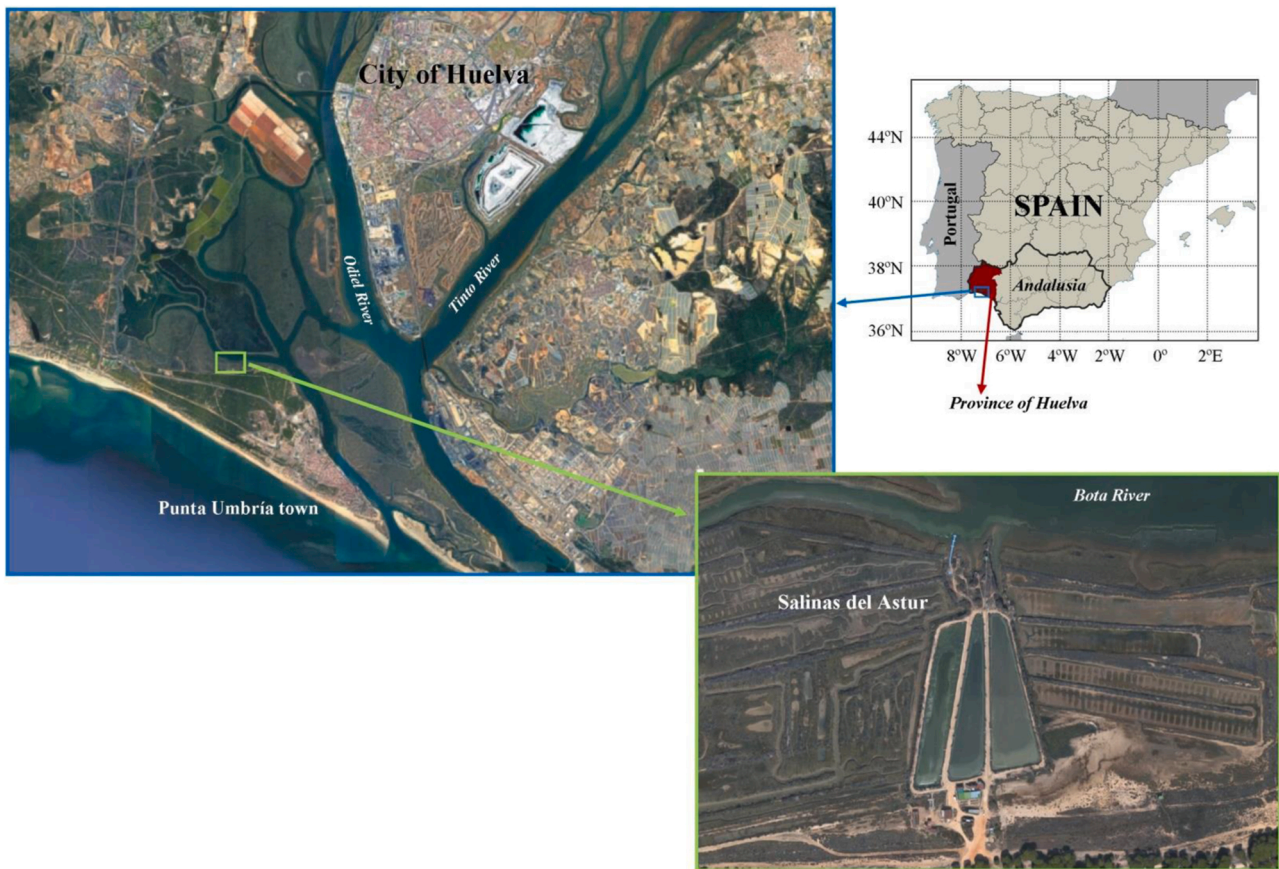 City of Huelva
Odiel River
Tinto River
Punta Umbría town
44ºN
40ºN
38ºN
36ºN
Portugal
SPAIN
Andalusia
8ºW
6ºW
4ºW
2ºW
0º
2ºE
Province of Huelva
Bota River
Salinas del Astur